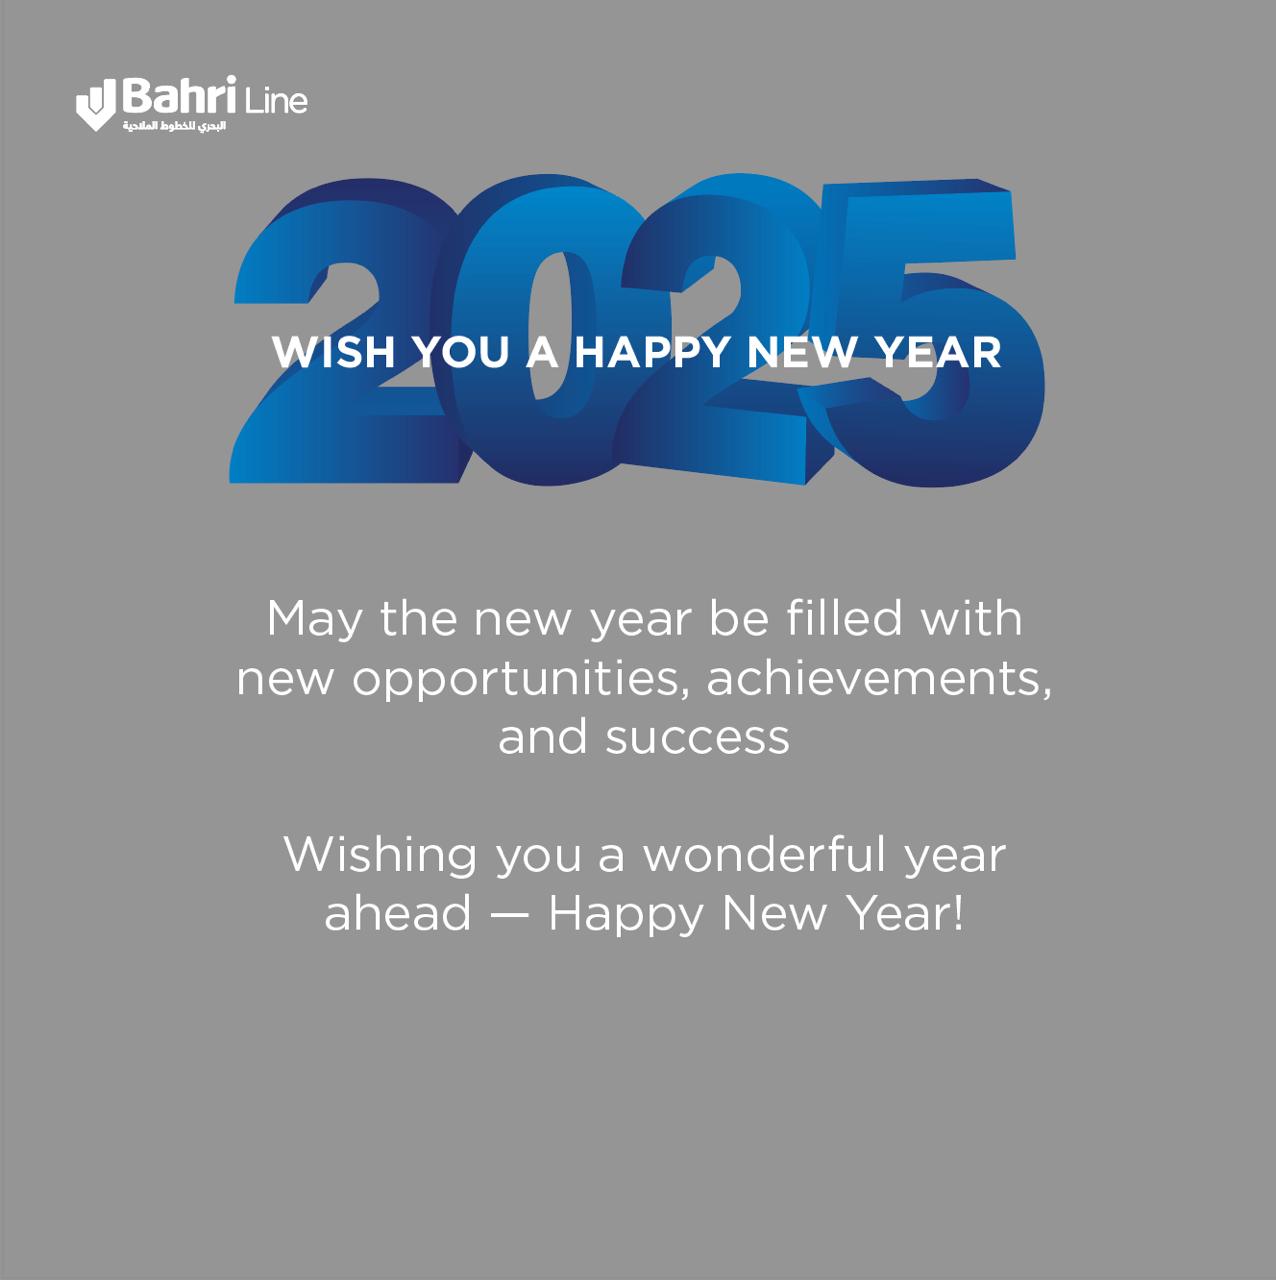 Bahri Line
البحري للخطوط الملاحية
2025
WISH YOU A HAPPY NEW YEAR
May the new year be filled with
new opportunities, achievements,
and success
Wishing you a wonderful year
ahead — Happy New Year!